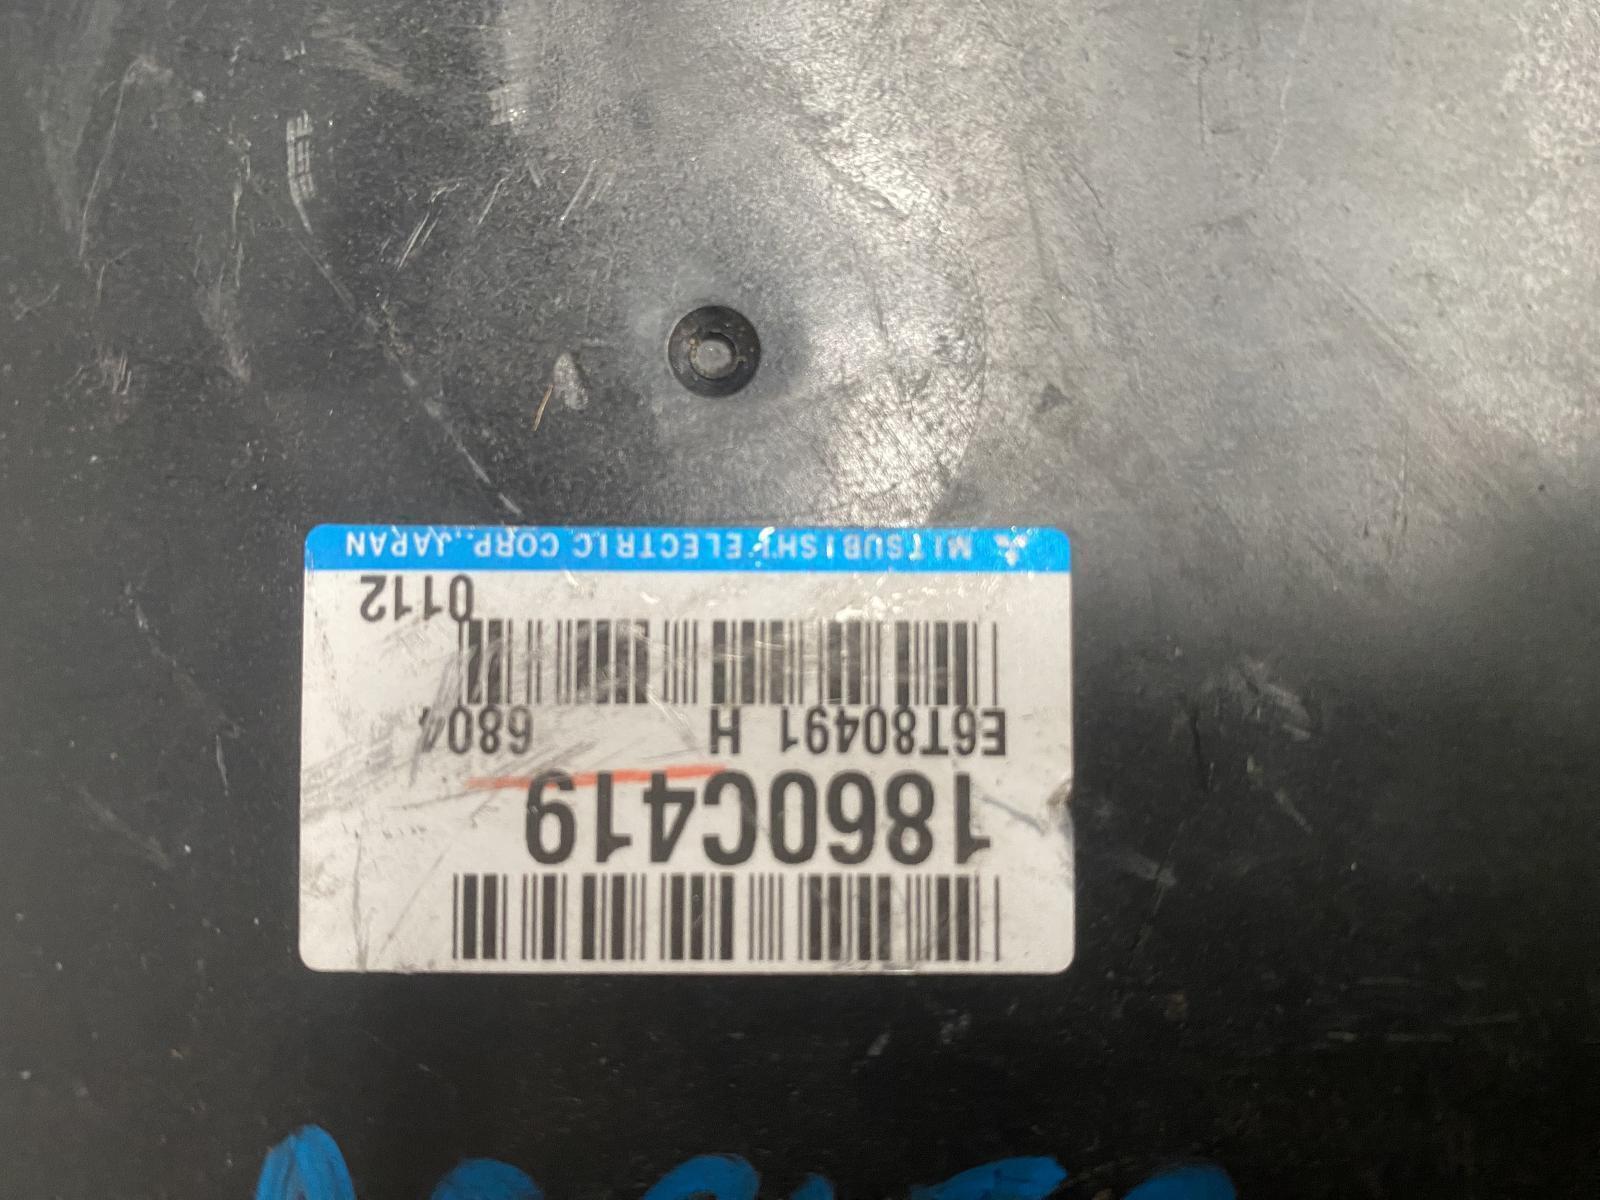 1860C419
E6T80491 H 6804
0112
MITSUBISHI ELECTRIC CORP., JAPAN